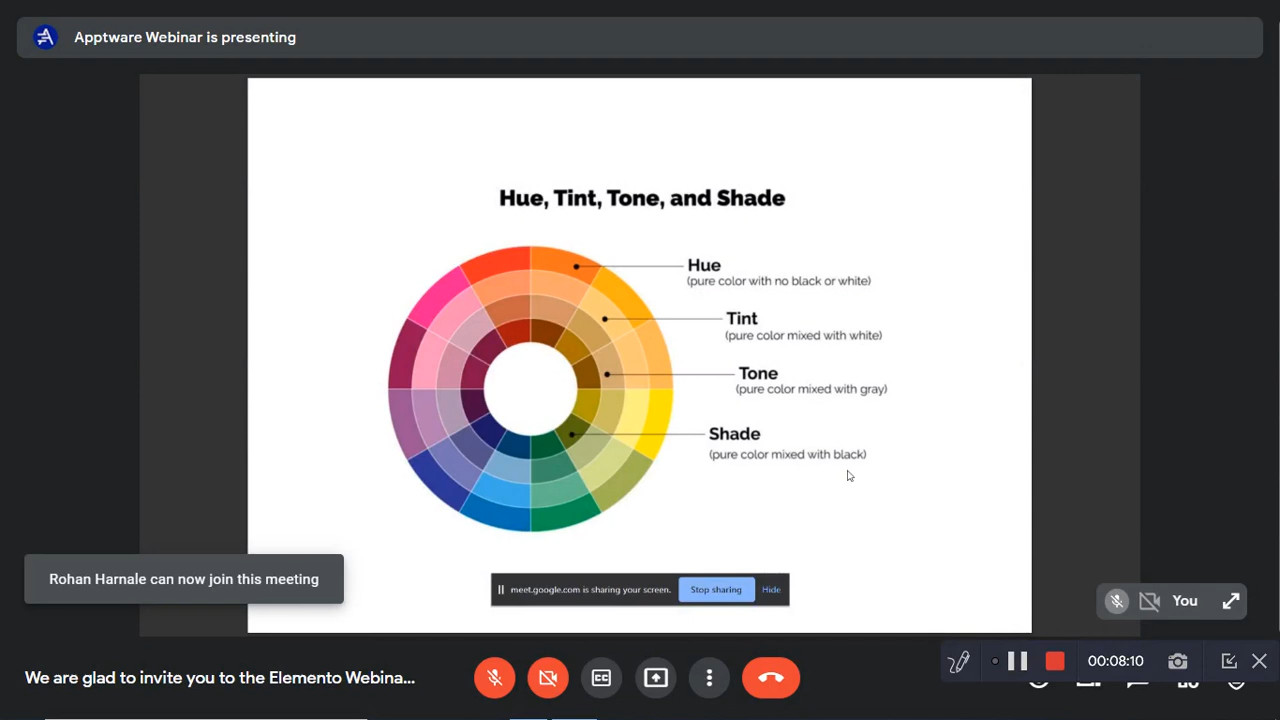 Apptware Webinar is presenting
Hue, Tint, Tone, and Shade
Hue
(pure color with no black or white)
Tint
(pure color mixed with white)
Tone
(pure color mixed with gray)
Shade
(pure color mixed with black)
Rohan Harnale can now join this meeting
meet.google.com is sharing your screen.
Stop sharing
Hide
You
We are glad to invite you to the Elemento Webina...
CC
00:08:10